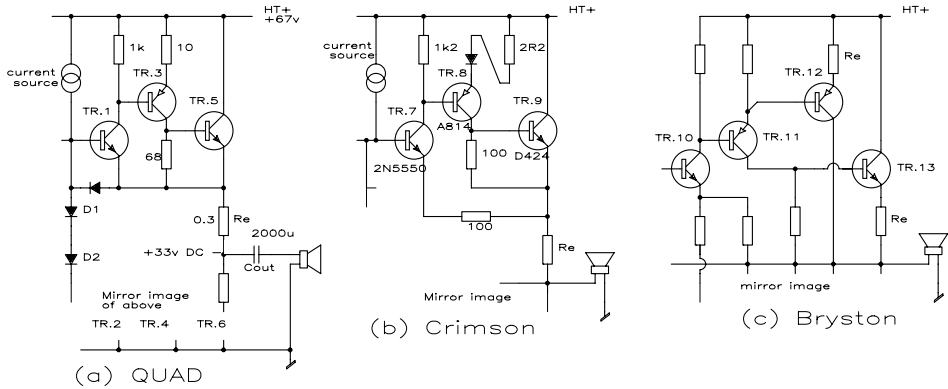 HT+
+67v
1k
10
TR.3
current
source
TR.1
TR.5
68
D1
0.3
Re
2000u
D2
+33v DC
Cout
Mirror image
of above
TR.2
TR.4
TR.6
(a) QUAD
HT+
current
source
1k2
2R2
TR.8
TR.7
TR.9
A814
2N5550
100
D424
100
Re
Mirror image
(b) Crimson
HT+
Re
TR.12
TR.10
TR.11
TR.13
Re
mirror image
(c) Bryston